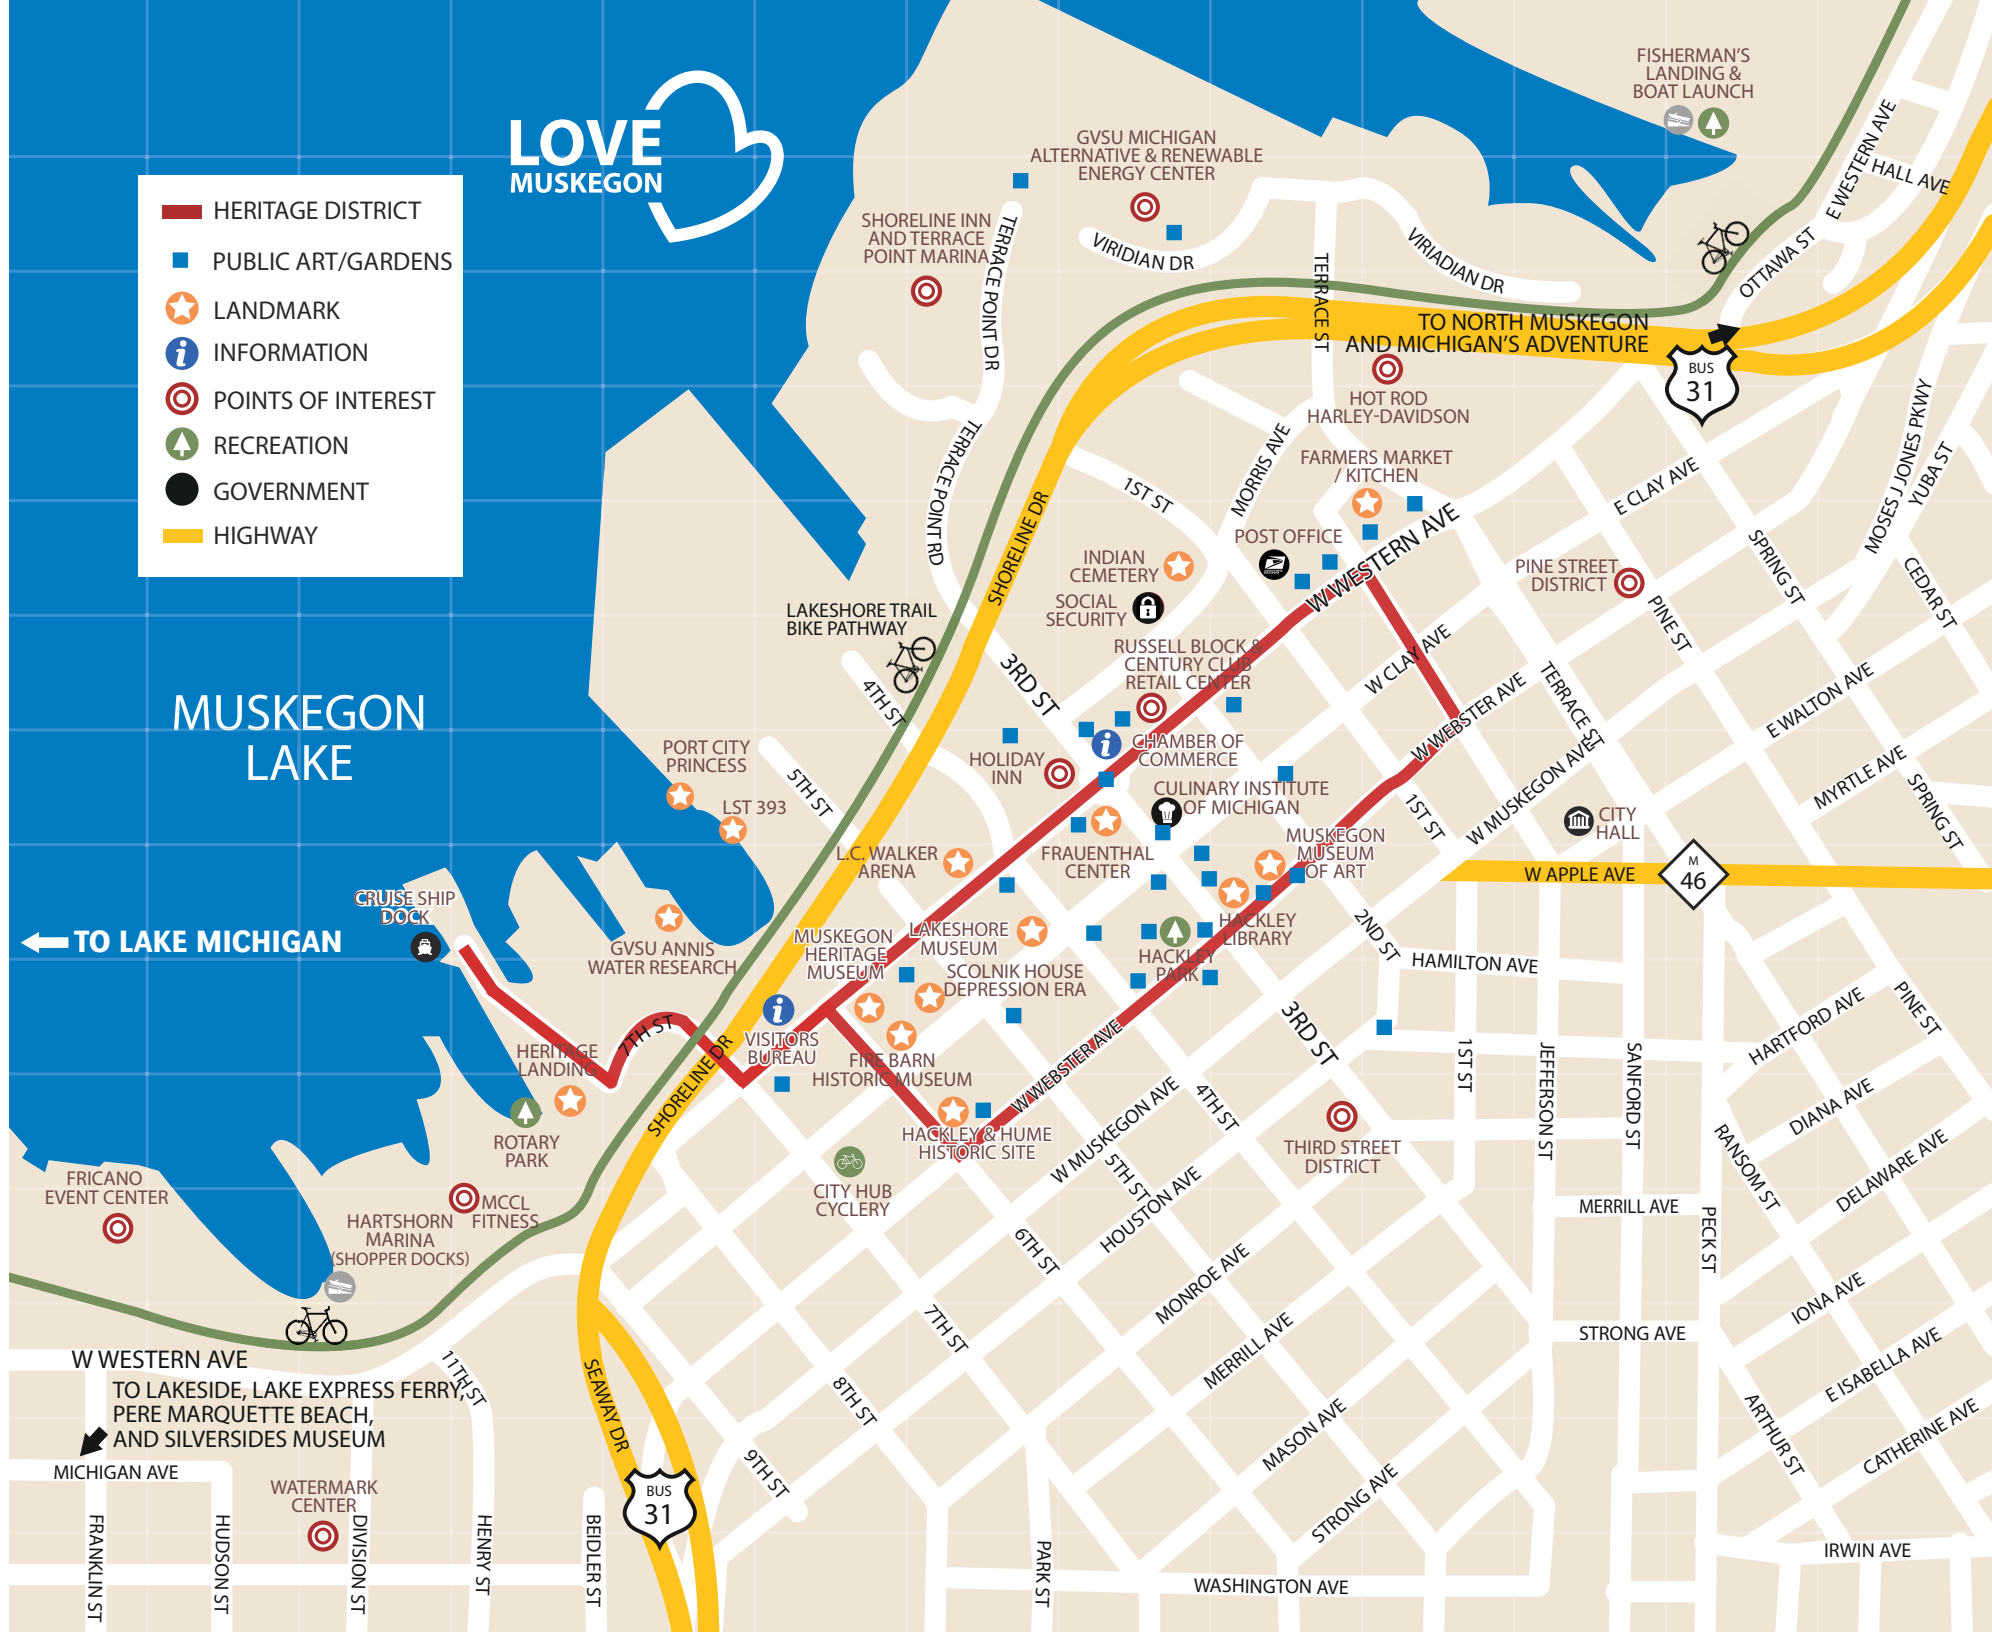 LOVE
MUSKEGON
HERITAGE DISTRICT
PUBLIC ART/GARDENS
LANDMARK
INFORMATION
POINTS OF INTEREST
RECREATION
GOVERNMENT
HIGHWAY
MUSKEGON
LAKE
FISHERMAN'S
LANDING &
BOAT LAUNCH
GVSU MICHIGAN
ALTERNATIVE & RENEWABLE
ENERGY CENTER
SHORELINE INN
AND TERRACE
POINT MARINA
TERRACE POINT DR
VIRIDIAN DR
TERRACE ST
VIRIADIAN DR
E WESTERN AVE
HALL AVE
OTTAWA ST
TO NORTH MUSKEGON
AND MICHIGAN'S ADVENTURE
BUS
31
HOT ROD
HARLEY-DAVIDSON
MOSES J JONES PKWY
YUBA ST
TERRACE POINT RD
SHORELINE DR
1ST ST
MORRIS AVE
FARMERS MARKET
/ KITCHEN
E CLAY AVE
POST OFFICE
W WESTERN AVE
INDIAN
CEMETERY
SOCIAL
SECURITY
PINE STREET
DISTRICT
SPRING ST
PINE ST
CEDAR ST
LAKESHORE TRAIL
BIKE PATHWAY
4TH ST
3RD ST
RUSSELL BLOCK &
CENTURY CLUB
RETAIL CENTER
W CLAY AVE
W WEBSTER AVE
TERRACE ST
E WALTON AVE
PORT CITY
PRINCESS
LST 393
5TH ST
HOLIDAY
INN
CHAMBER OF
COMMERCE
CULINARY INSTITUTE
OF MICHIGAN
1ST ST
W MUSKEGON AVE
CITY
HALL
MYRTLE AVE
SPRING ST
L.C. WALKER
ARENA
FRAUENTHAL
CENTER
MUSKEGON
MUSEUM
OF ART
W APPLE AVE
M
46
CRUISE SHIP
DOCK
TO LAKE MICHIGAN
GVSU ANNIS
WATER RESEARCH
MUSKEGON
HERITAGE
MUSEUM
LAKESHORE
MUSEUM
SCOLNIK HOUSE
DEPRESSION ERA
HACKLEY
LIBRARY
HACKLEY
PARK
2ND ST
HAMILTON AVE
7TH ST
HERITAGE
LANDING
SHORELINE DR
VISITORS
BUREAU
FIRE BARN
HISTORIC MUSEUM
W WEBSTER AVE
3RD ST
1ST ST
JEFFERSON ST
SANFORD ST
HARTFORD AVE
PINE ST
ROTARY
PARK
HACKLEY & HUME
HISTORIC SITE
W MUSKEGON AVE
4TH ST
THIRD STREET
DISTRICT
RANSOM ST
DIANA AVE
DELAWARE AVE
FRICANO
EVENT CENTER
MCCL
FITNESS
HARTSHORN
MARINA
(SHOPPER DOCKS)
CITY HUB
CYCLERY
5TH ST
HOUSTON AVE
6TH ST
MERRILL AVE
PECK ST
MONROE AVE
IONA AVE
7TH ST
MERRILL AVE
STRONG AVE
E ISABELLA AVE
W WESTERN AVE
TO LAKESIDE, LAKE EXPRESS FERRY,
PERE MARQUETTE BEACH,
AND SILVERSIDES MUSEUM
11TH ST
SEAWAY DR
8TH ST
MASON AVE
ARTHUR ST
CATHERINE AVE
MICHIGAN AVE
WATERMARK
CENTER
9TH ST
BUS
31
STRONG AVE
FRANKLIN ST
HUDSON ST
DIVISION ST
HENRY ST
BEIDLER ST
PARK ST
WASHINGTON AVE
IRWIN AVE